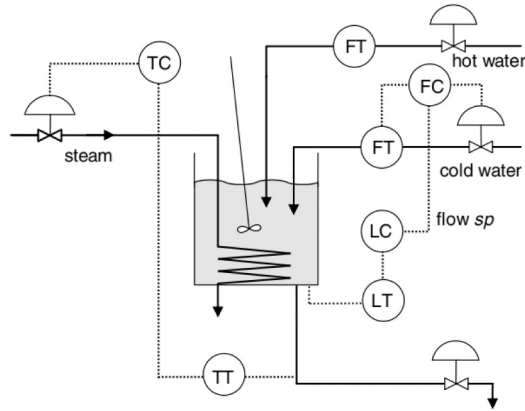 FT
hot water
TC
FC
steam
FT
cold water
LC
flow sp
LT
TT